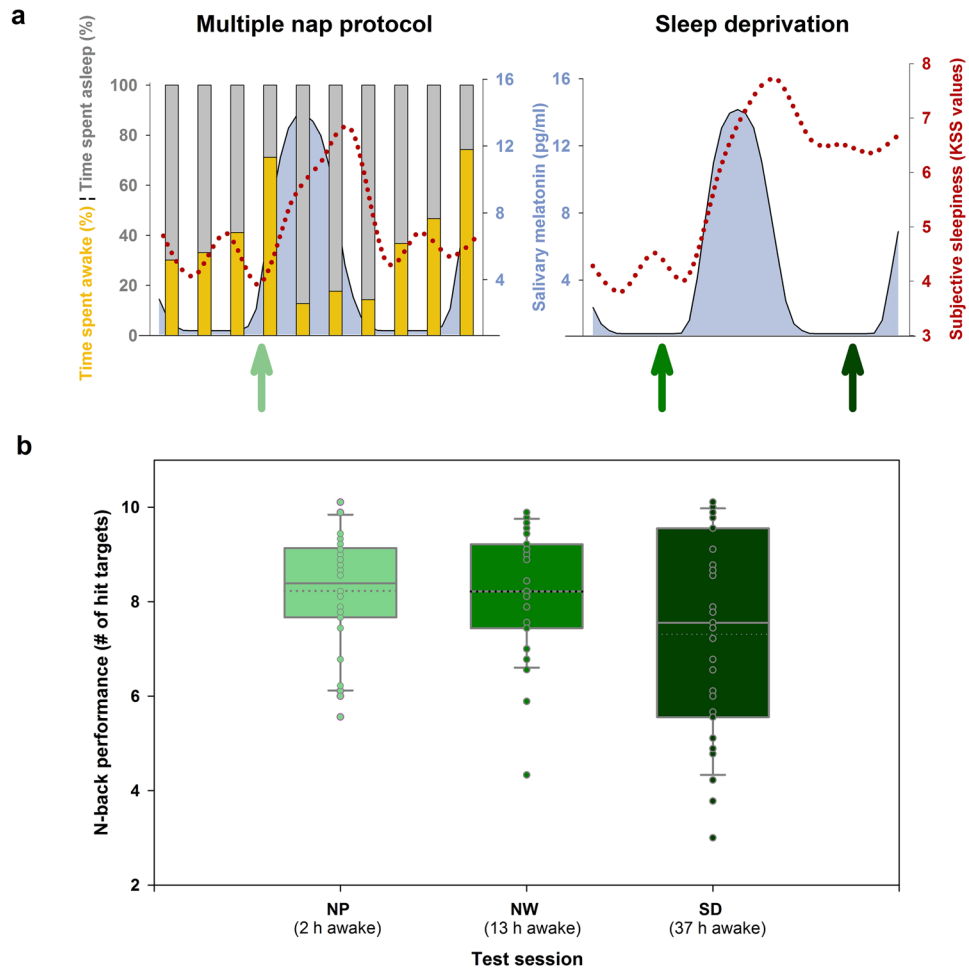 a
Multiple nap protocol
Sleep deprivation
Time spent awake (%) ¦ Time spent asleep (%)
100
80
60
40
20
0
16
12
8
4
Salivary melatonin (pg/ml)
16
12
8
4
8
7
6
5
4
3
Subjective sleepiness (KSS values)
b
N-back performance (# of hit targets)
10
8
6
4
2
NP
(2 h awake)
NW
(13 h awake)
SD
(37 h awake)
Test session